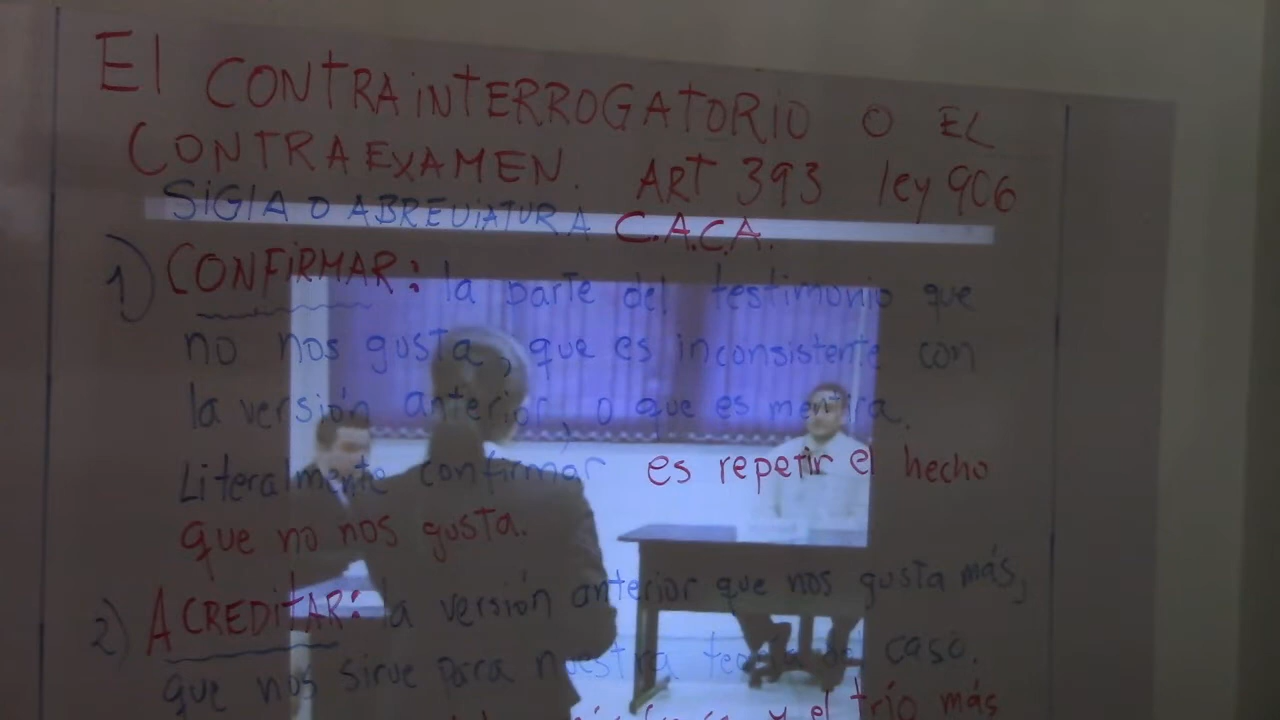 El CONTRAINTERROGATORIO O EL
CONTRAEXAMEN. ART 393 ley 906
SIGLA O ABREVIATURA C.A.C.A.
1) CONFIRMAR: la parte del testimonio que
no nos gusta, que es inconsistente con
la versión anterior, o que es mentira.
Literalmente confirmar es repetir el hecho
que no nos gusta.
2) ACREDITAR: la versión anterior que nos gusta más,
que nos sirve para nuestra teoría de caso.
y el trío más